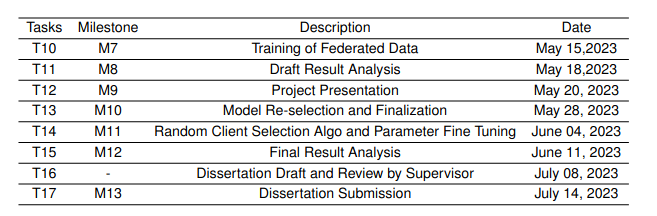 Tasks Milestone Description Date
T10 M7 Training of Federated Data May 15,2023
T11 M8 Draft Result Analysis May 18,2023
T12 M9 Project Presentation May 20, 2023
T13 M10 Model Re-selection and Finalization May 28, 2023
T14 M11 Random Client Selection Algo and Parameter Fine Tuning June 04, 2023
T15 M12 Final Result Analysis June 11, 2023
T16 - Dissertation Draft and Review by Supervisor July 08, 2023
T17 M13 Dissertation Submission July 14, 2023